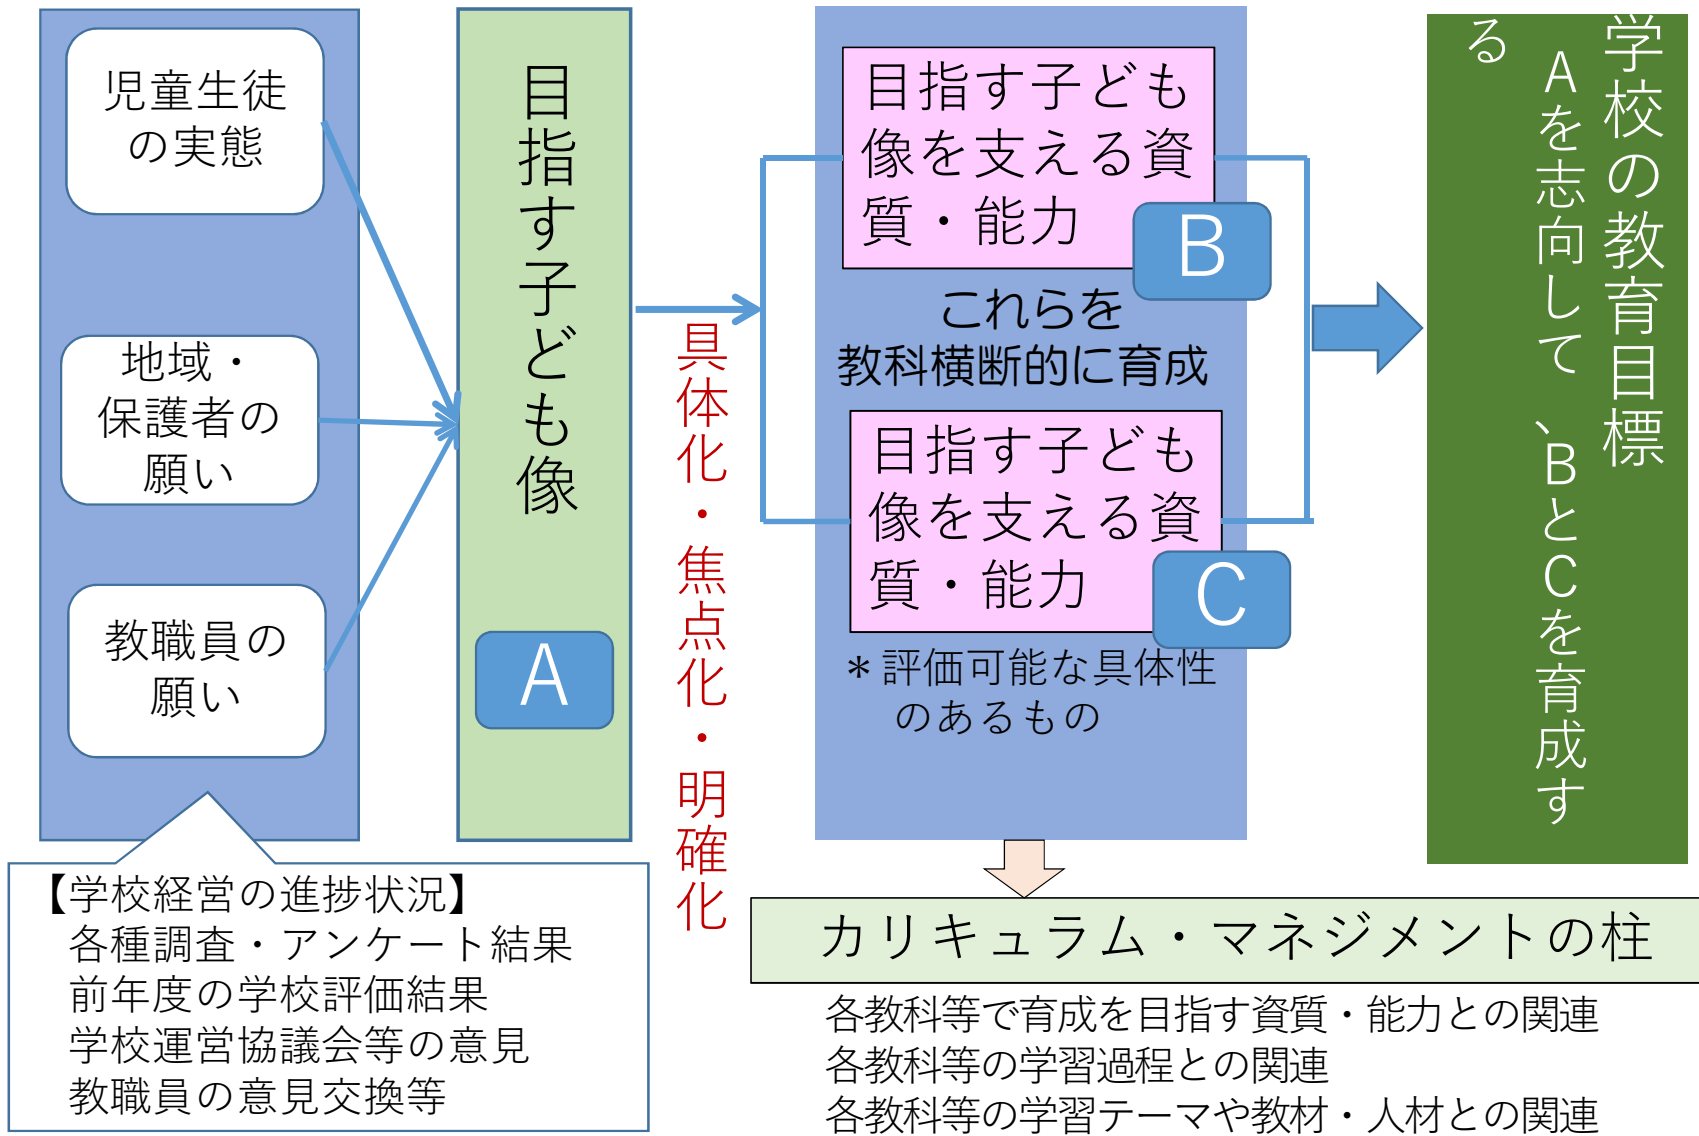 児童生徒
の実態
地域・
保護者の
願い
教職員の
願い
【学校経営の進捗状況】
各種調査・アンケート結果
前年度の学校評価結果
学校運営協議会等の意見
教職員の意見交換等
目指す子ども像
A
具体化・焦点化・明確化
目指す子ども
像を支える資
質・能力
B
これらを
教科横断的に育成
目指す子ども
像を支える資
質・能力
C
＊評価可能な具体性
のあるもの
カリキュラム・マネジメントの柱
各教科等で育成を目指す資質・能力との関連
各教科等の学習過程との関連
各教科等の学習テーマや教材・人材との関連
学校の教育目標
Aを志向して、BとCを育成す
る